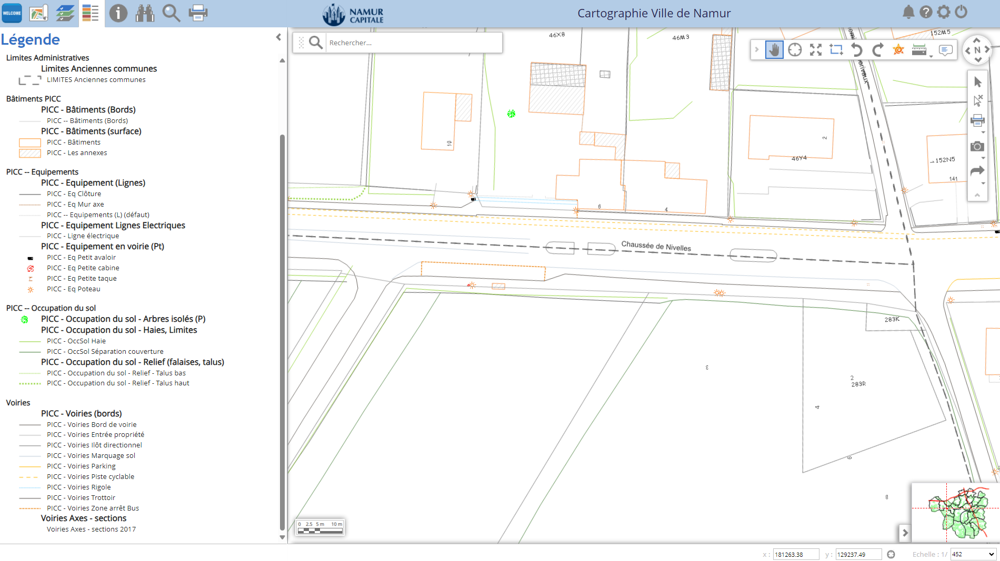 WELCOME
NAMUR
CAPITALE
Cartographie Ville de Namur
Légende
Limites Administratives
Limites Anciennes communes
LIMITES Anciennes communes
Bâtiments PICC
PICC - Bâtiments (Bords)
PICC -- Bâtiments (Bords)
PICC - Bâtiments (surface)
PICC - Bâtiments
PICC - Les annexes
PICC -- Equipements
PICC - Equipement (Lignes)
PICC - Eq Clôture
PICC - Eq Mur axe
PICC -- Equipements (L) (défaut)
PICC - Equipement Lignes Electriques
PICC - Ligne électrique
PICC - Equipement en voirie (Pt)
PICC - Eq Petit avaloir
PICC - Eq Petite cabine
PICC - Eq Petite taque
PICC - Eq Poteau
PICC -- Occupation du sol
PICC - Occupation du sol - Arbres isolés (P)
PICC - Occupation du sol - Haies, Limites
PICC - OccSol Haie
PICC - OccSol Séparation couverture
PICC - Occupation du sol - Relief (falaises, talus)
PICC - Occupation du sol - Relief - Talus bas
PICC - Occupation du sol - Relief - Talus haut
Voiries
PICC - Voiries (bords)
PICC - Voiries Bord de voirie
PICC - Voiries Entrée propriété
PICC - Voiries Ilôt directionnel
PICC - Voiries Marquage sol
PICC - Voiries Parking
PICC - Voiries Piste cyclable
PICC - Voiries Rigole
PICC - Voiries Trottoir
PICC - Voiries Zone arrêt Bus
Voiries Axes - sections
Voiries Axes - sections 2017
Rechercher...
46X8
46M3
152M5
N
10
2
46Y4
152N5
141
6
4
Chaussée de Nivelles
283K
3
2
283R
4
6
8
0 2.5 5 m 10 m
x : 181263.38 y : 129237.49 Echelle : 1/ 452